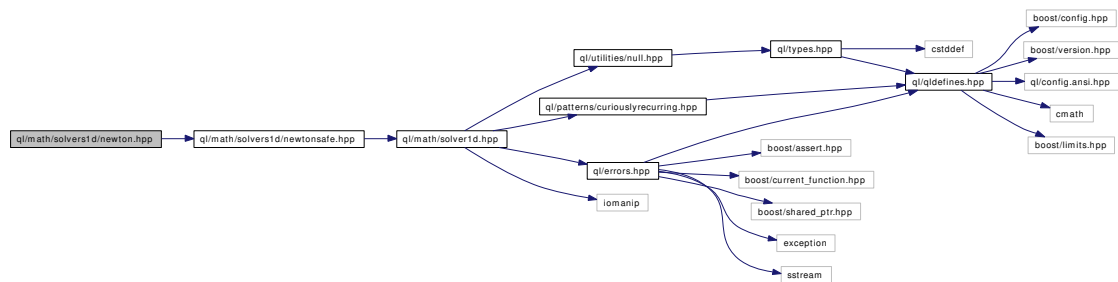 ql/math/solvers1d/newton.hpp
ql/math/solvers1d/newtonsafe.hpp
ql/math/solver1d.hpp
ql/utilities/null.hpp
ql/patterns/curiouslyrecurring.hpp
ql/errors.hpp
iomanip
ql/types.hpp
boost/assert.hpp
boost/current_function.hpp
boost/shared_ptr.hpp
exception
sstream
cstddef
ql/qldefines.hpp
boost/config.hpp
boost/version.hpp
ql/config.ansi.hpp
cmath
boost/limits.hpp